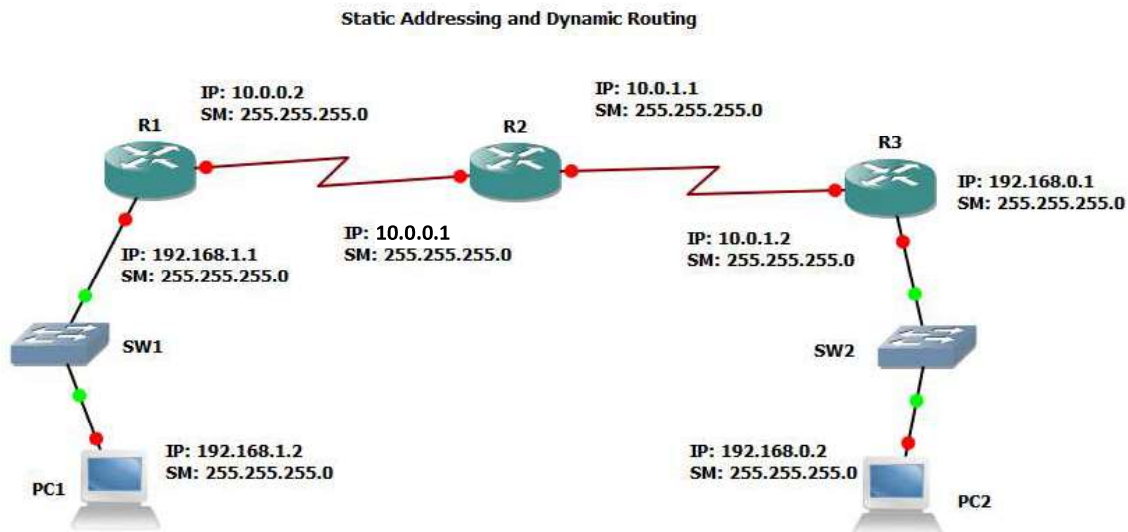 Static Addressing and Dynamic Routing
IP: 10.0.0.2
SM: 255.255.255.0
IP: 10.0.1.1
SM: 255.255.255.0
R1
R2
R3
IP: 192.168.0.1
SM: 255.255.255.0
IP: 10.0.0.1
SM: 255.255.255.0
IP: 10.0.1.2
SM: 255.255.255.0
IP: 192.168.1.1
SM: 255.255.255.0
SW1
SW2
IP: 192.168.1.2
SM: 255.255.255.0
IP: 192.168.0.2
SM: 255.255.255.0
PC1
PC2